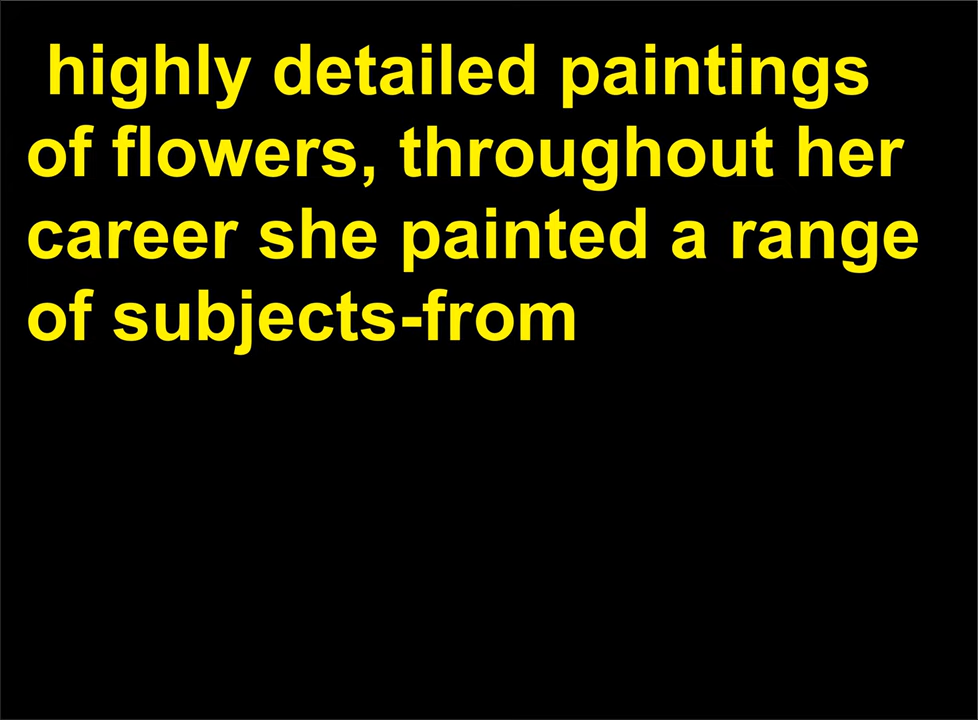 highly detailed paintings
of flowers, throughout her
career she painted a range
of subjects-from